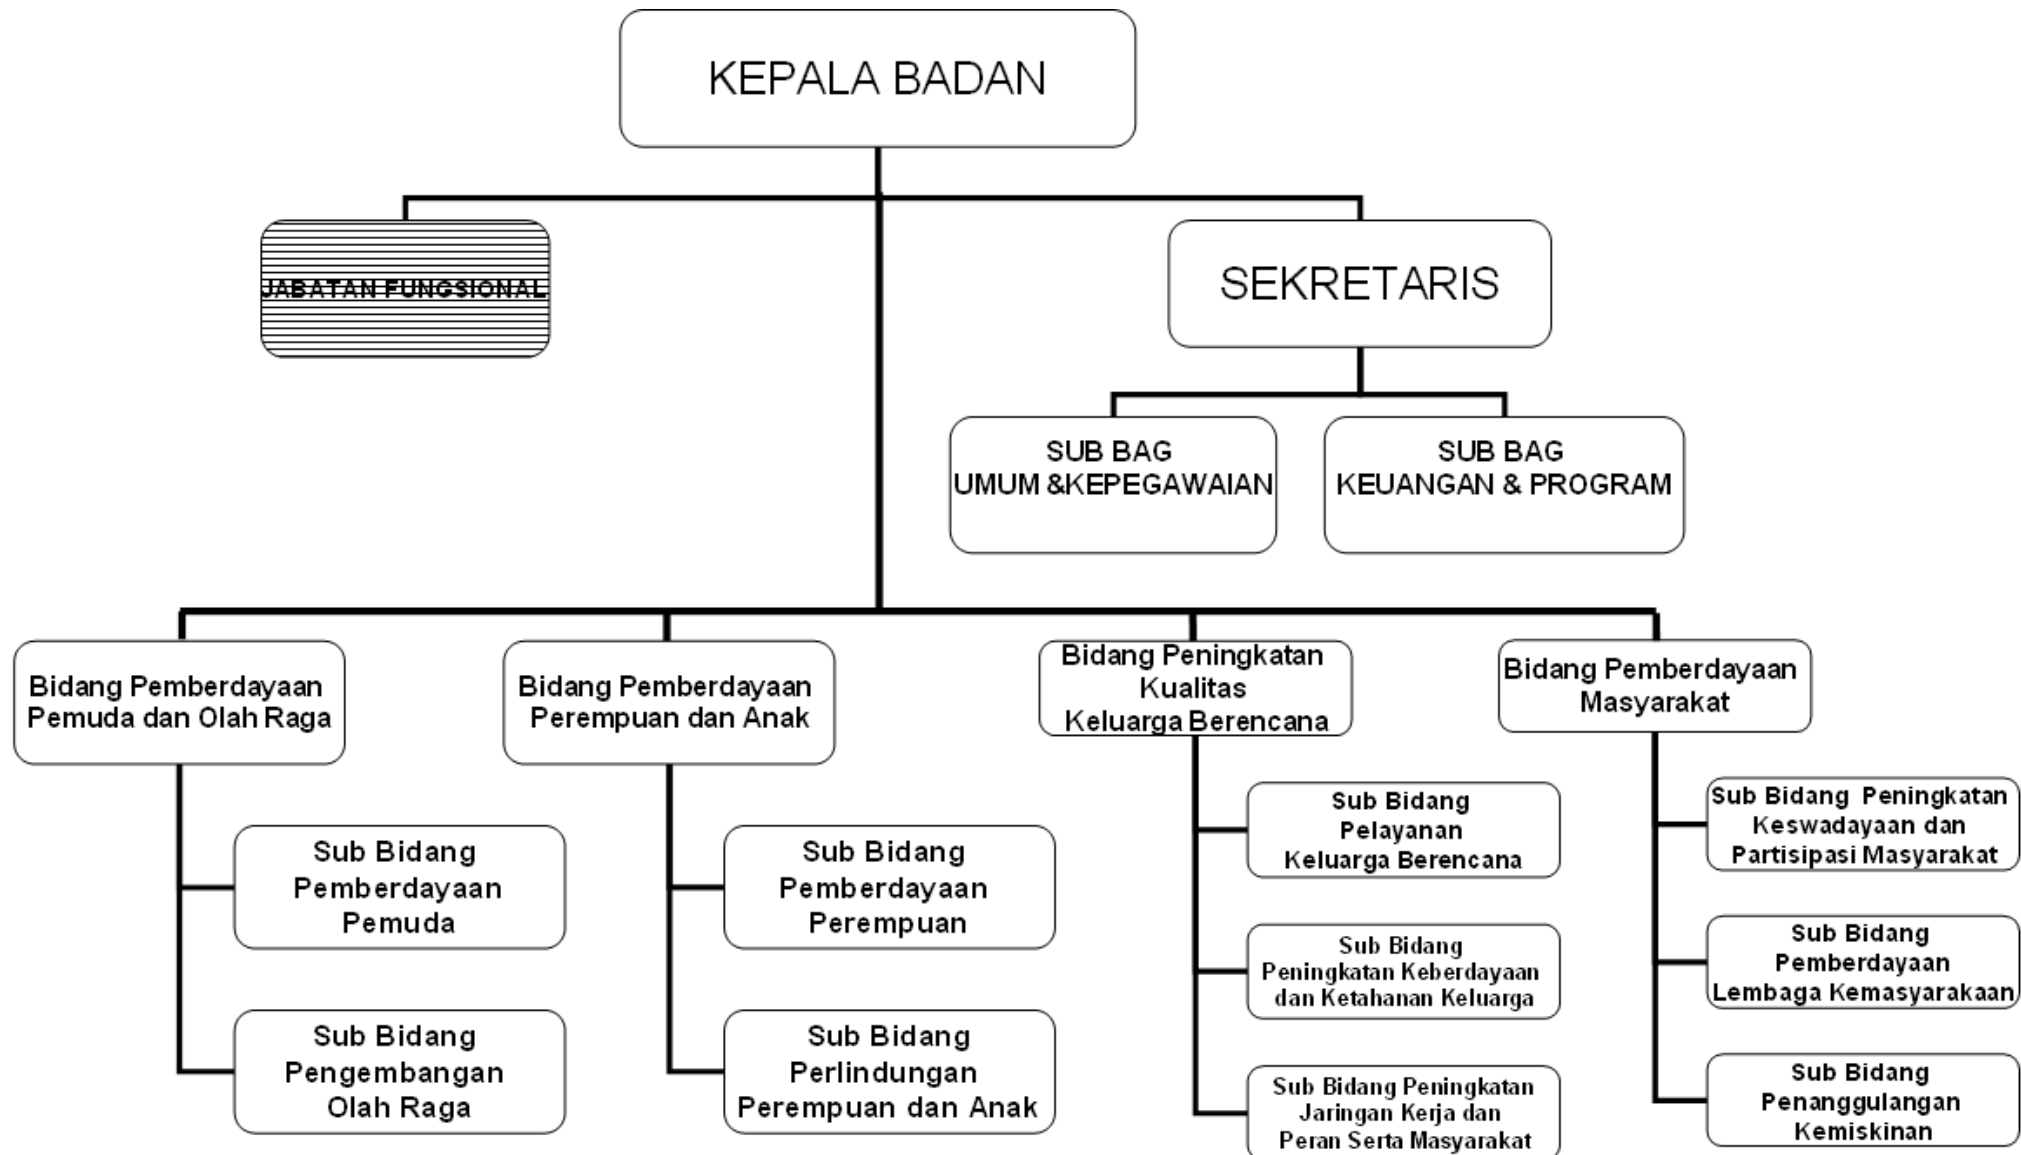 KEPALA BADAN
JABATAN FUNGSIONAL
SEKRETARIS
SUB BAG
UMUM &KEPEGAWAIAN
SUB BAG
KEUANGAN & PROGRAM
Bidang Pemberdayaan
Pemuda dan Olah Raga
Sub Bidang
Pemberdayaan
Pemuda
Sub Bidang
Pengembangan
Olah Raga
Bidang Pemberdayaan
Perempuan dan Anak
Sub Bidang
Pemberdayaan
Perempuan
Sub Bidang
Perlindungan
Perempuan dan Anak
Bidang Peningkatan
Kualitas
Keluarga Berencana
Sub Bidang
Pelayanan
Keluarga Berencana
Sub Bidang
Peningkatan Keberdayaan
dan Ketahanan Keluarga
Sub Bidang Peningkatan
Jaringan Kerja dan
Peran Serta Masyarakat
Bidang Pemberdayaan
Masyarakat
Sub Bidang Peningkatan
Keswadayaan dan
Partisipasi Masyarakat
Sub Bidang
Pemberdayaan
Lembaga Kemasyarakaan
Sub Bidang
Penanggulangan
Kemiskinan